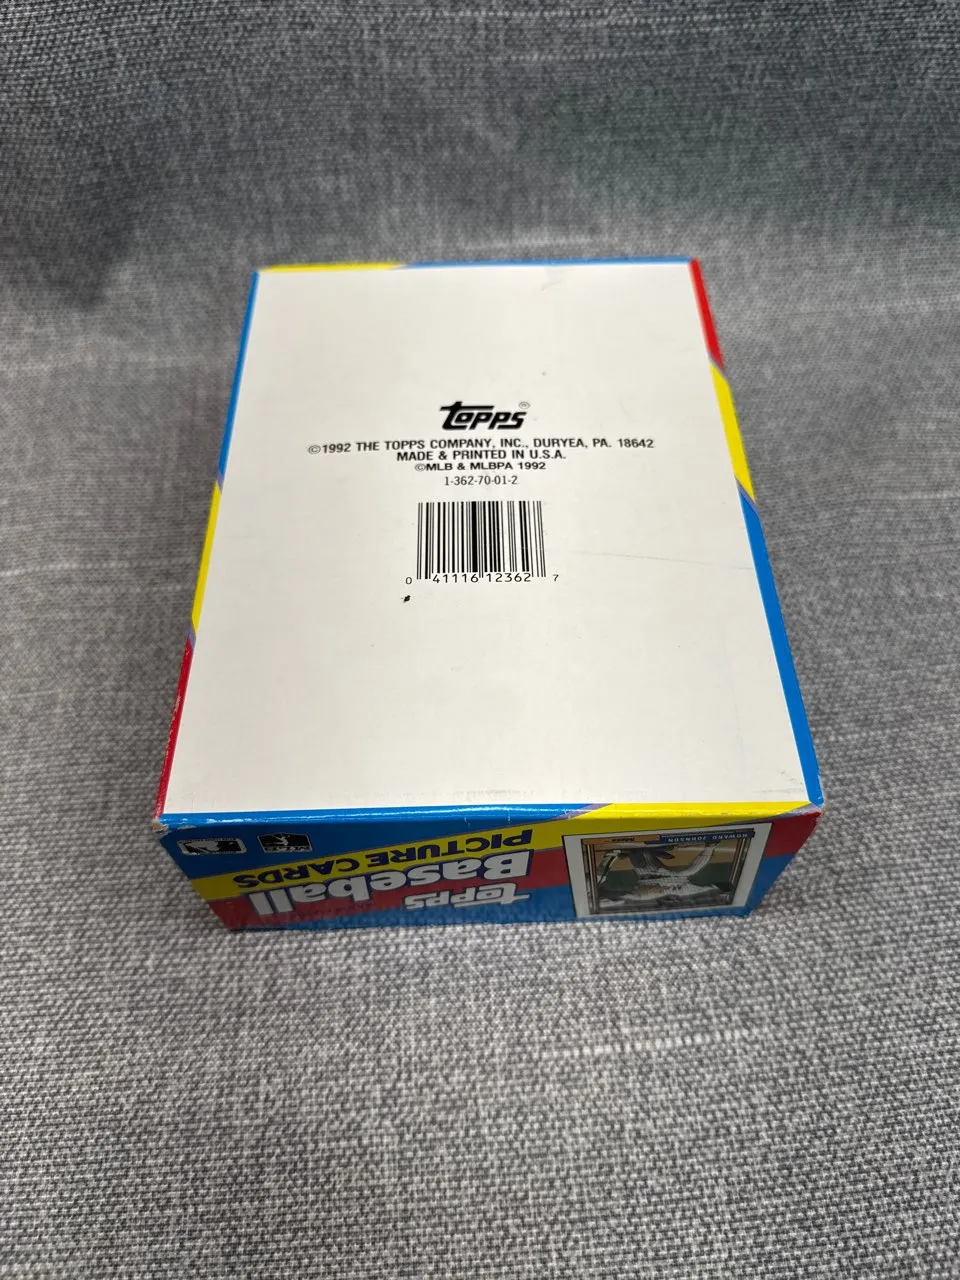 topps®
©1992 THE TOPPS COMPANY, INC., DURYEA, PA. 18642
MADE & PRINTED IN U.S.A.
©MLB & MLBPA 1992
1-362-70-01-2
0 41116 12362 7
HOWARD JOHNSON
topps
Baseball
PICTURE CARDS